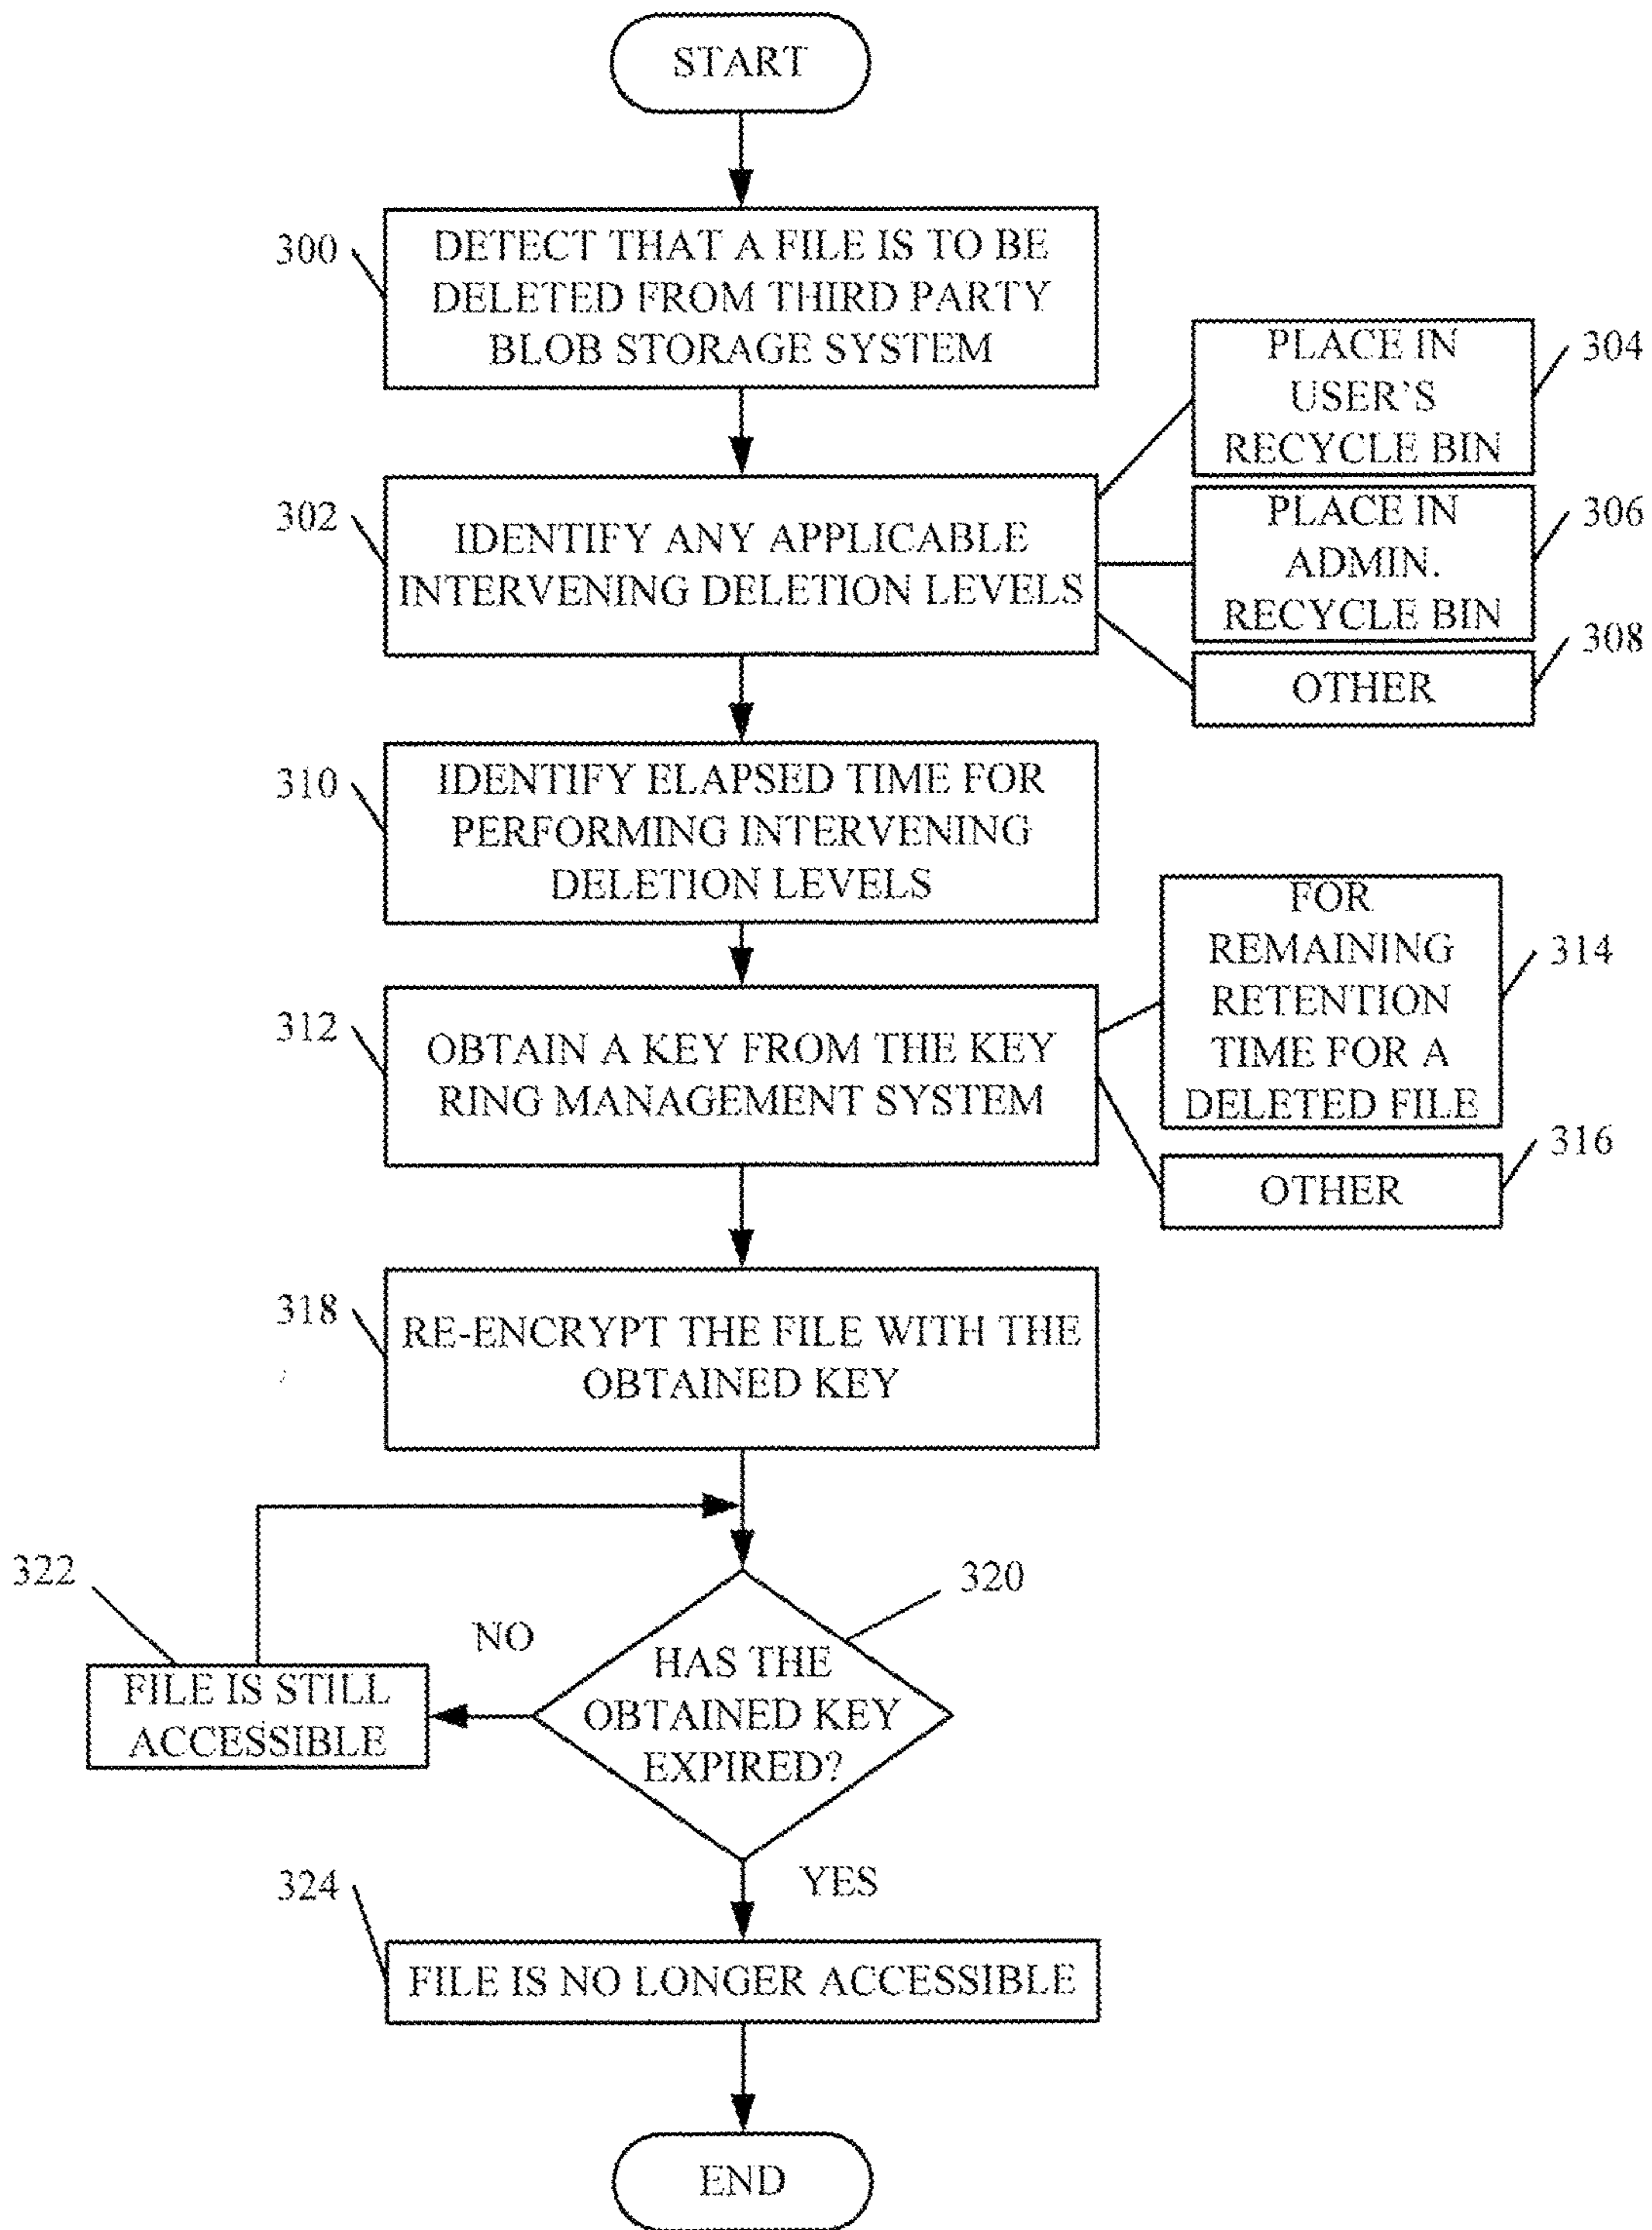 START
300
DETECT THAT A FILE IS TO BE
DELETED FROM THIRD PARTY
BLOB STORAGE SYSTEM
302
IDENTIFY ANY APPLICABLE
INTERVENING DELETION LEVELS
PLACE IN
USER'S
RECYCLE BIN
304
PLACE IN
ADMIN.
RECYCLE BIN
306
OTHER
308
310
IDENTIFY ELAPSED TIME FOR
PERFORMING INTERVENING
DELETION LEVELS
312
OBTAIN A KEY FROM THE KEY
RING MANAGEMENT SYSTEM
FOR
REMAINING
RETENTION
TIME FOR A
DELETED FILE
314
OTHER
316
318
RE-ENCRYPT THE FILE WITH THE
OBTAINED KEY
320
HAS THE
OBTAINED KEY
EXPIRED?
NO
322
FILE IS STILL
ACCESSIBLE
YES
324
FILE IS NO LONGER ACCESSIBLE
END